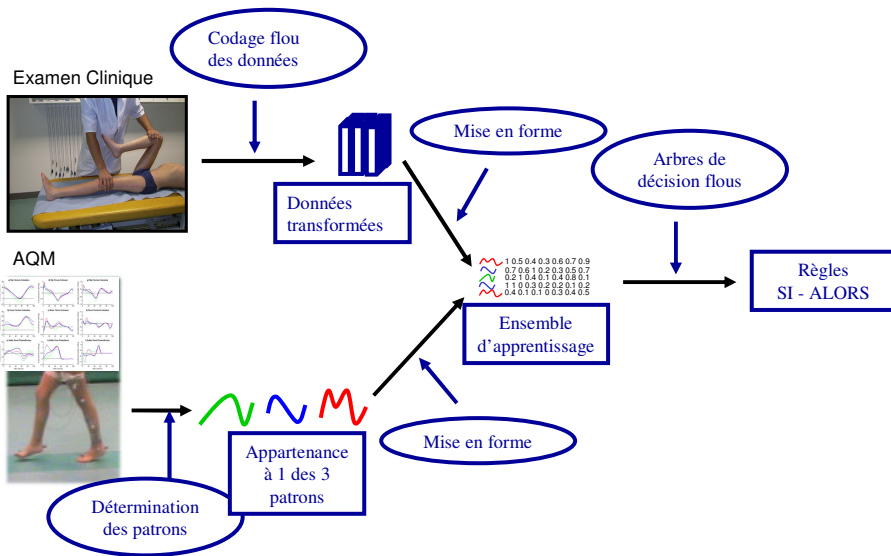 Codage flou
des données
Examen Clinique
Mise en forme
Arbres de
décision flous
Données
transformées
AQM
1 0.5 0.4 0.3 0.6 0.7 0.9
0.7 0.6 1 0.2 0.3 0.5 0.7
0.2 1 0.4 0.1 0.4 0.8 0.1
1 1 0 0.3 0.2 0.2 0.1 0.2
0.4 0.1 0.1 0.0 0.3 0.4 0.5
Règles
SI - ALORS
Ensemble
d'apprentissage
Appartenance
à 1 des 3
patrons
Mise en forme
Détermination
des patrons